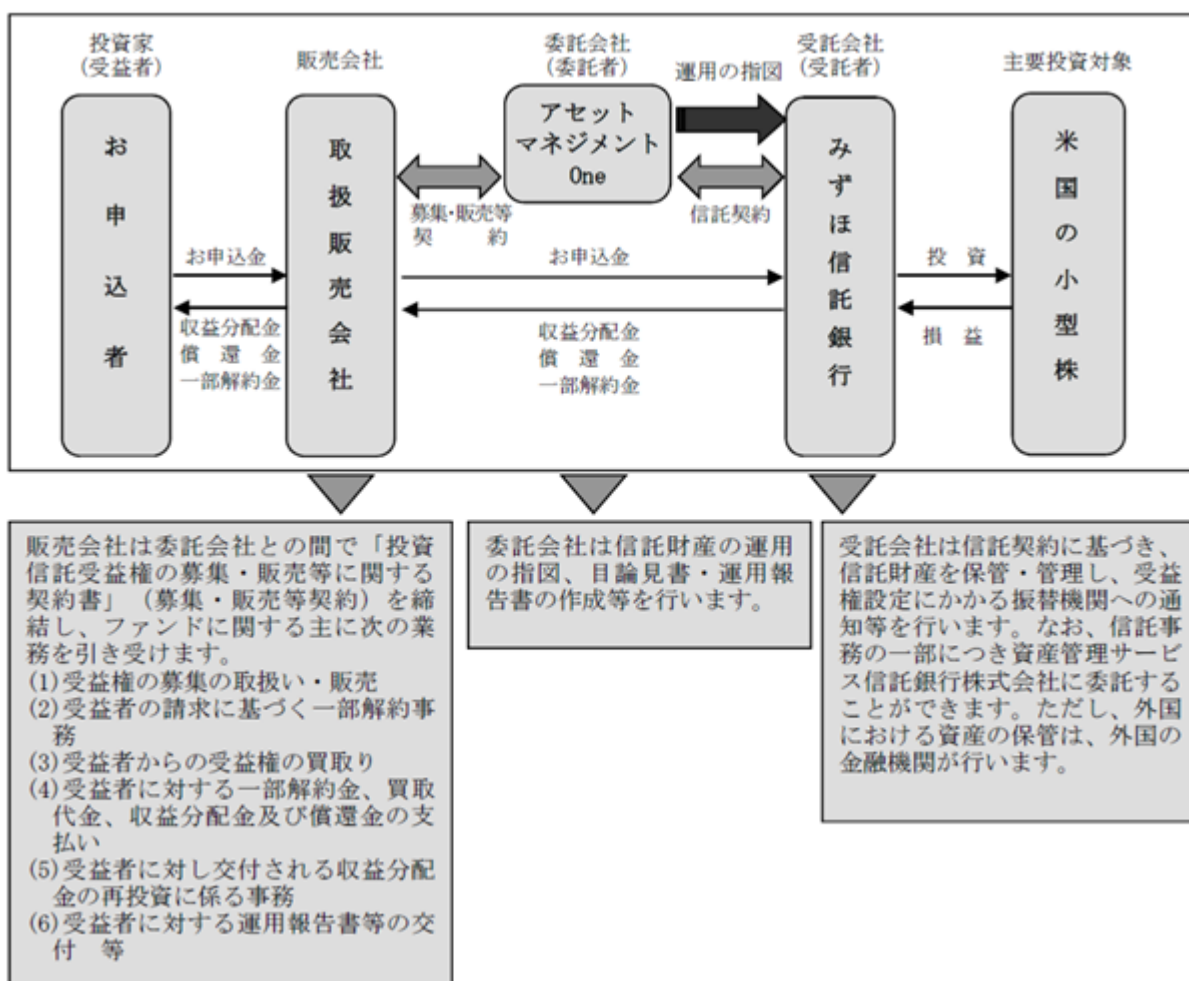 投資家
(受益者)
販売会社
委託会社
(委託者)
運用の指図
受託会社
(受託者)
主要投資対象
お申込者
取扱販売会社
アセット
マネジメント
One
みずほ信託銀行
米国の小型株
募集・販売等
契　　約
信託契約
お申込金
収益分配金
償　還　金
一部解約金
お申込金
収益分配金
償　還　金
一部解約金
投　資
損　益
販売会社は委託会社との間で「投資
信託受益権の募集・販売等に関する
契約書」（募集・販売等契約）を締
結し、ファンドに関する主に次の業
務を引き受けます。
(1)受益権の募集の取扱い・販売
(2)受益者の請求に基づく一部解約事
務
(3)受益者からの受益権の買取り
(4)受益者に対する一部解約金、買取
代金、収益分配金及び償還金の支
払い
(5)受益者に対し交付される収益分配
金の再投資に係る事務
(6)受益者に対する運用報告書等の交
付　等
委託会社は信託財産の運用
の指図、目論見書・運用報
告書の作成等を行います。
受託会社は信託契約に基づき、
信託財産を保管・管理し、受益
権設定にかかる振替機関への通
知等を行います。なお、信託事
務の一部につき資産管理サービ
ス信託銀行株式会社に委託する
ことができます。ただし、外国
における資産の保管は、外国の
金融機関が行います。